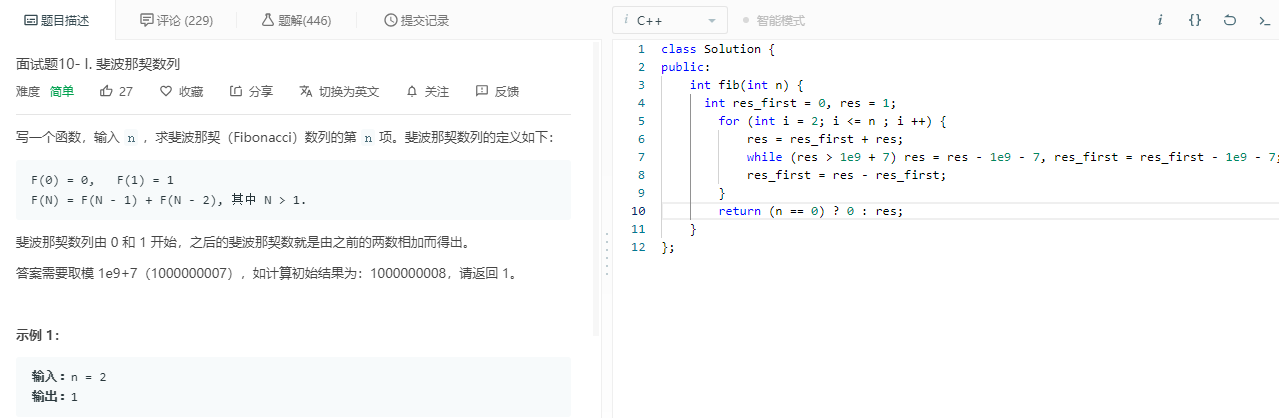 题目描述 评论 (229) 题解(446) 提交记录
面试题10- I. 斐波那契数列
难度 简单 27 收藏 分享 切换为英文 关注 反馈
写一个函数，输入 n ，求斐波那契（Fibonacci）数列的第 n 项。斐波那契数列的定义如下：
F(0) = 0,   F(1) = 1
F(N) = F(N - 1) + F(N - 2), 其中 N > 1.
斐波那契数列由 0 和 1 开始，之后的斐波那契数就是由之前的两数相加而得出。
答案需要取模 1e9+7（1000000007），如计算初始结果为：1000000008，请返回 1。
示例 1：
输入：n = 2
输出：1
i C++ 智能模式 i {} >_
1 class Solution {
2 public:
3 int fib(int n) {
4 int res_first = 0, res = 1;
5 for (int i = 2; i <= n ; i ++) {
6 res = res_first + res;
7 while (res > 1e9 + 7) res = res - 1e9 - 7, res_first = res_first - 1e9 - 7;
8 res_first = res - res_first;
9 }
10 return (n == 0) ? 0 : res;
11 }
12 };